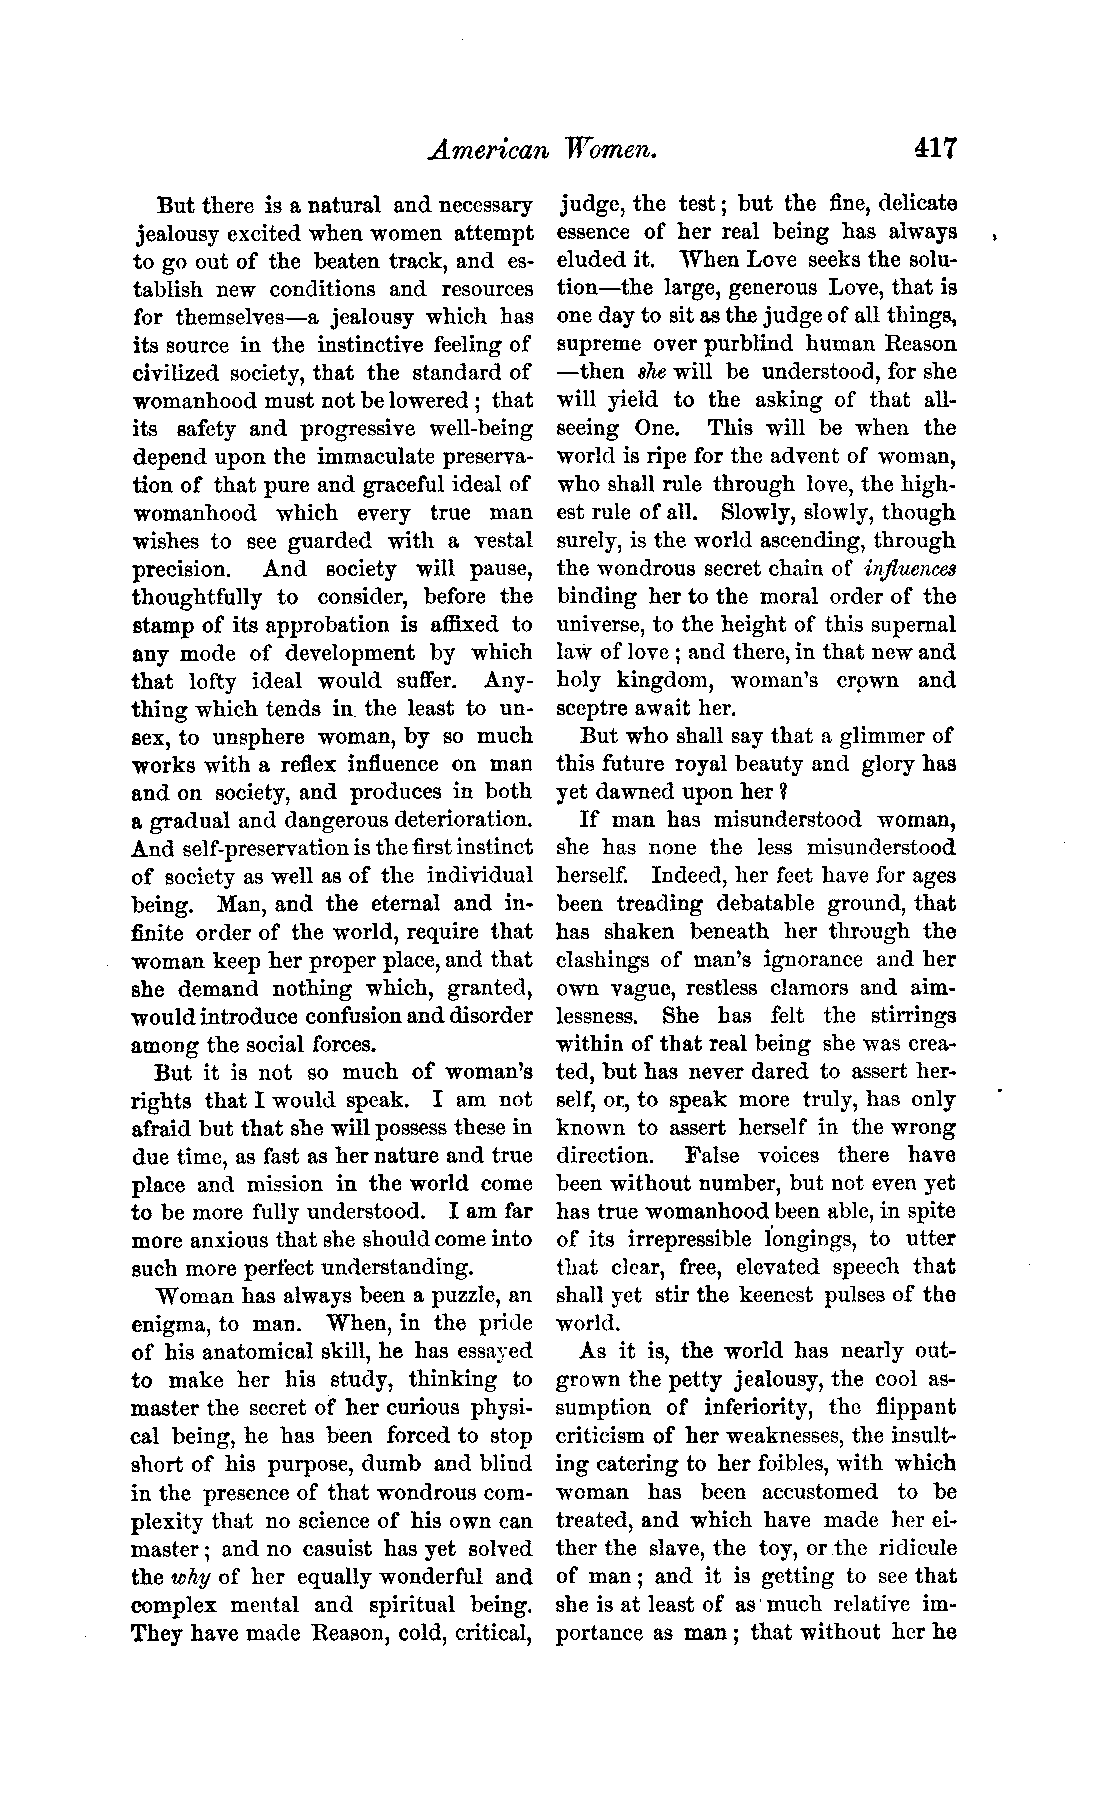 American Women. 417
But there is a natural and necessary
jealousy excited when women attempt
to go out of the beaten track, and es-
tablish new conditions and resources
for themselves—a jealousy which has
its source in the instinctive feeling of
civilized society, that the standard of
womanhood must not be lowered; that
its safety and progressive well-being
depend upon the immaculate preserva-
tion of that pure and graceful ideal of
womanhood which every true man
wishes to see guarded with a vestal
precision. And society will pause,
thoughtfully to consider, before the
stamp of its approbation is affixed to
any mode of development by which
that lofty ideal would suffer. Any-
thing which tends in the least to un-
sex, to unsphere woman, by so much
works with a reflex influence on man
and on society, and produces in both
a gradual and dangerous deterioration.
And self-preservation is the first instinct
of society as well as of the individual
being. Man, and the eternal and in-
finite order of the world, require that
woman keep her proper place, and that
she demand nothing which, granted,
would introduce confusion and disorder
among the social forces.
But it is not so much of woman's
rights that I would speak. I am not
afraid but that she will possess these in
due time, as fast as her nature and true
place and mission in the world come
to be more fully understood. I am far
more anxious that she should come into
such more perfect understanding.
Woman has always been a puzzle, an
enigma, to man. When, in the pride
of his anatomical skill, he has essayed
to make her his study, thinking to
master the secret of her curious physi-
cal being, he has been forced to stop
short of his purpose, dumb and blind
in the presence of that wondrous com-
plexity that no science of his own can
master; and no casuist has yet solved
the why of her equally wonderful and
complex mental and spiritual being.
They have made Reason, cold, critical,
judge, the test; but the fine, delicate
essence of her real being has always
eluded it. When Love seeks the solu-
tion—the large, generous Love, that is
one day to sit as the judge of all things,
supreme over purblind human Reason
—then she will be understood, for she
will yield to the asking of that all-
seeing One. This will be when the
world is ripe for the advent of woman,
who shall rule through love, the high-
est rule of all. Slowly, slowly, though
surely, is the world ascending, through
the wondrous secret chain of influences
binding her to the moral order of the
universe, to the height of this supernal
law of love; and there, in that new and
holy kingdom, woman's crown and
sceptre await her.
But who shall say that a glimmer of
this future royal beauty and glory has
yet dawned upon her?
If man has misunderstood woman,
she has none the less misunderstood
herself. Indeed, her feet have for ages
been treading debatable ground, that
has shaken beneath her through the
clashings of man's ignorance and her
own vague, restless clamors and aim-
lessness. She has felt the stirrings
within of that real being she was crea-
ted, but has never dared to assert her-
self, or, to speak more truly, has only
known to assert herself in the wrong
direction. False voices there have
been without number, but not even yet
has true womanhood been able, in spite
of its irrepressible longings, to utter
that clear, free, elevated speech that
shall yet stir the keenest pulses of the
world.
As it is, the world has nearly out-
grown the petty jealousy, the cool as-
sumption of inferiority, the flippant
criticism of her weaknesses, the insult-
ing catering to her foibles, with which
woman has been accustomed to be
treated, and which have made her ei-
ther the slave, the toy, or the ridicule
of man; and it is getting to see that
she is at least of as much relative im-
portance as man; that without her he